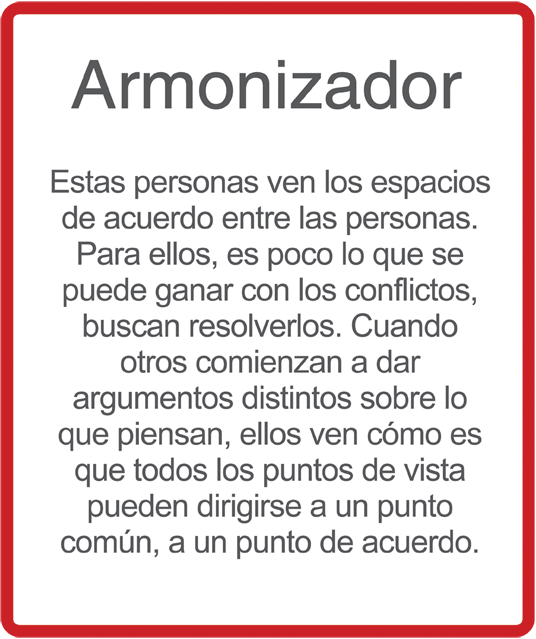 Armonizador
Estas personas ven los espacios
de acuerdo entre las personas.
Para ellos, es poco lo que se
puede ganar con los conflictos,
buscan resolverlos. Cuando
otros comienzan a dar
argumentos distintos sobre lo
que piensan, ellos ven cómo es
que todos los puntos de vista
pueden dirigirse a un punto
común, a un punto de acuerdo.